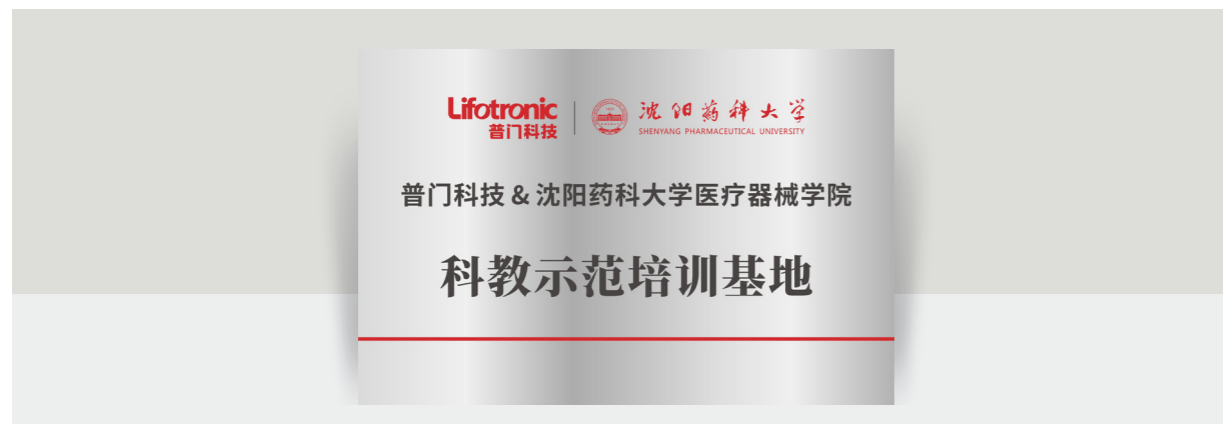 Lifotronic
普门科技
沈阳药科大学
SHENYANG PHARMACEUTICAL UNIVERSITY
普门科技 & 沈阳药科大学医疗器械学院
科教示范培训基地